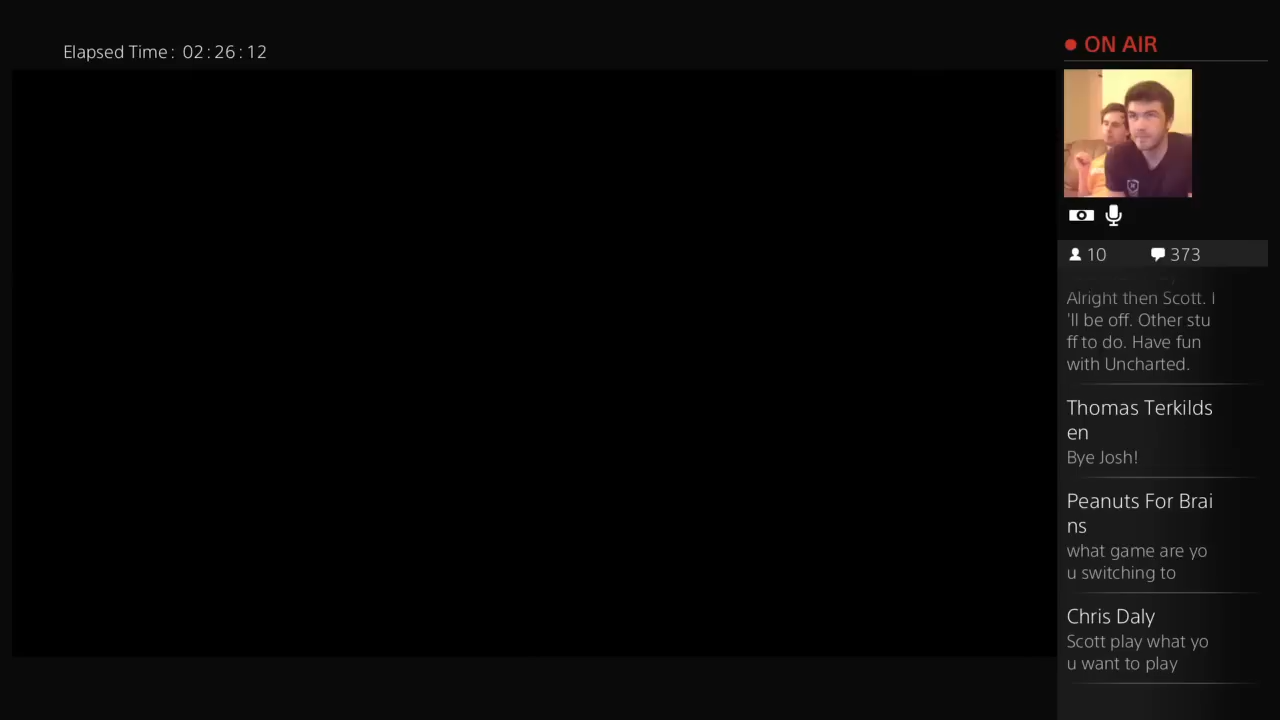 Elapsed Time: 02:26:12
ON AIR
10 373
Alright then Scott. I
'll be off. Other stu
ff to do. Have fun
with Uncharted.
Thomas Terkilds
en
Bye Josh!
Peanuts For Brai
ns
what game are yo
u switching to
Chris Daly
Scott play what yo
u want to play